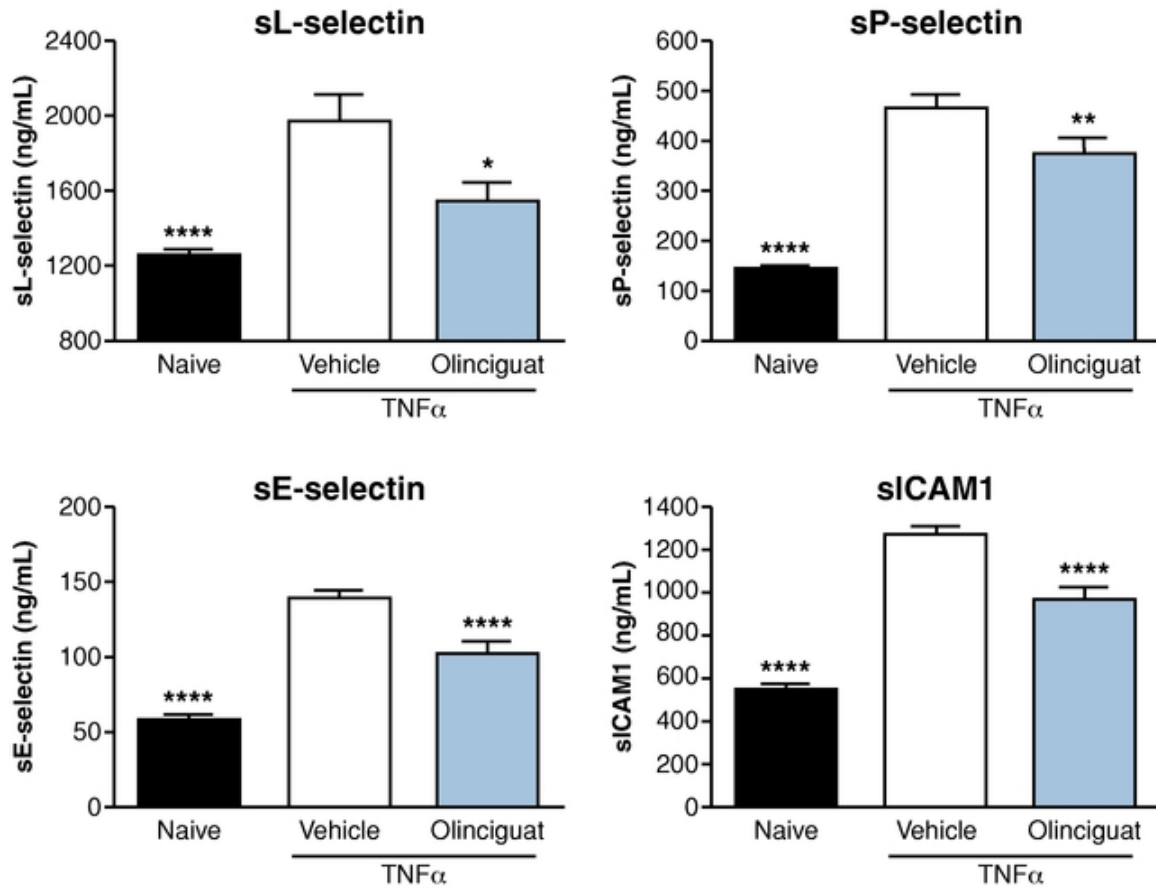 sL-selectin
sL-selectin (ng/mL)
2400
2000
1600
1200
800
****
*
Naive
Vehicle
Olinciguat
TNFα
sP-selectin
sP-selectin (ng/mL)
600
500
400
300
200
100
0
****
**
Naive
Vehicle
Olinciguat
TNFα
sE-selectin
sE-selectin (ng/mL)
200
150
100
50
0
****
****
Naive
Vehicle
Olinciguat
TNFα
sICAM1
sICAM1 (ng/mL)
1400
1200
1000
800
600
400
200
0
****
****
Naive
Vehicle
Olinciguat
TNFα